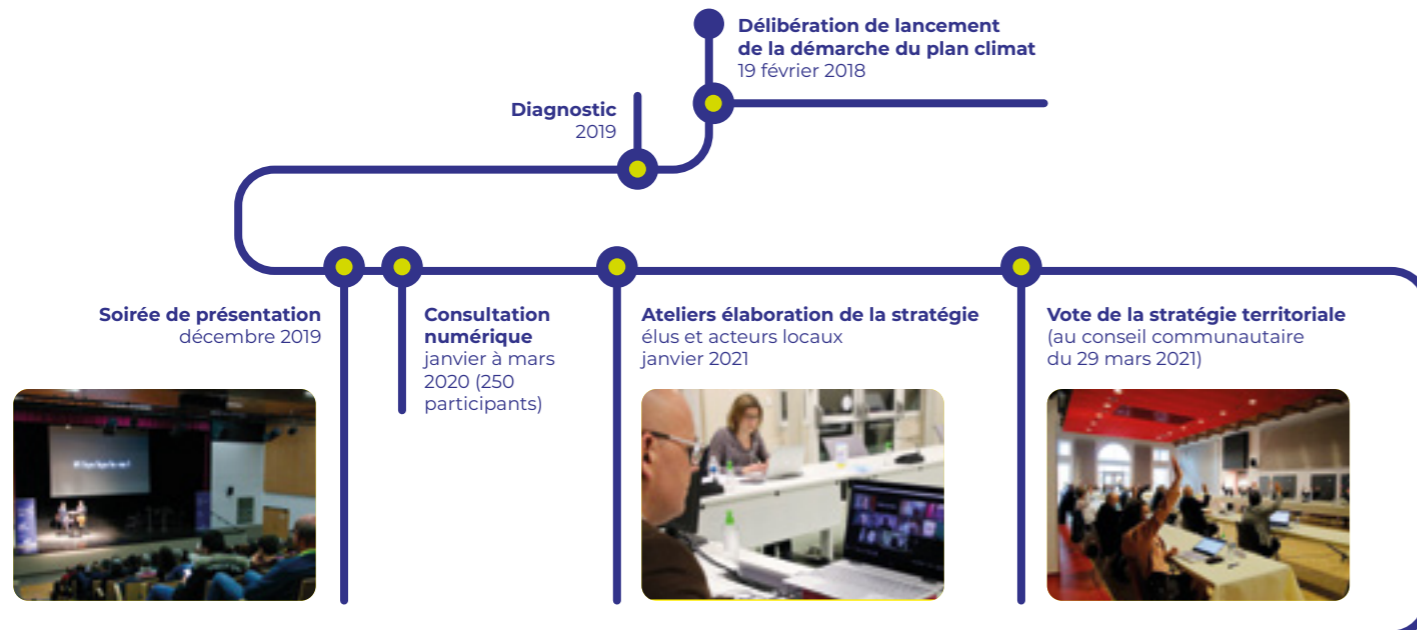 Délibération de lancement
de la démarche du plan climat
19 février 2018
Diagnostic
2019
Soirée de présentation
décembre 2019
Consultation
numérique
janvier à mars
2020 (250
participants)
Ateliers élaboration de la stratégie
élus et acteurs locaux
janvier 2021
Vote de la stratégie territoriale
(au conseil communautaire
du 29 mars 2021)